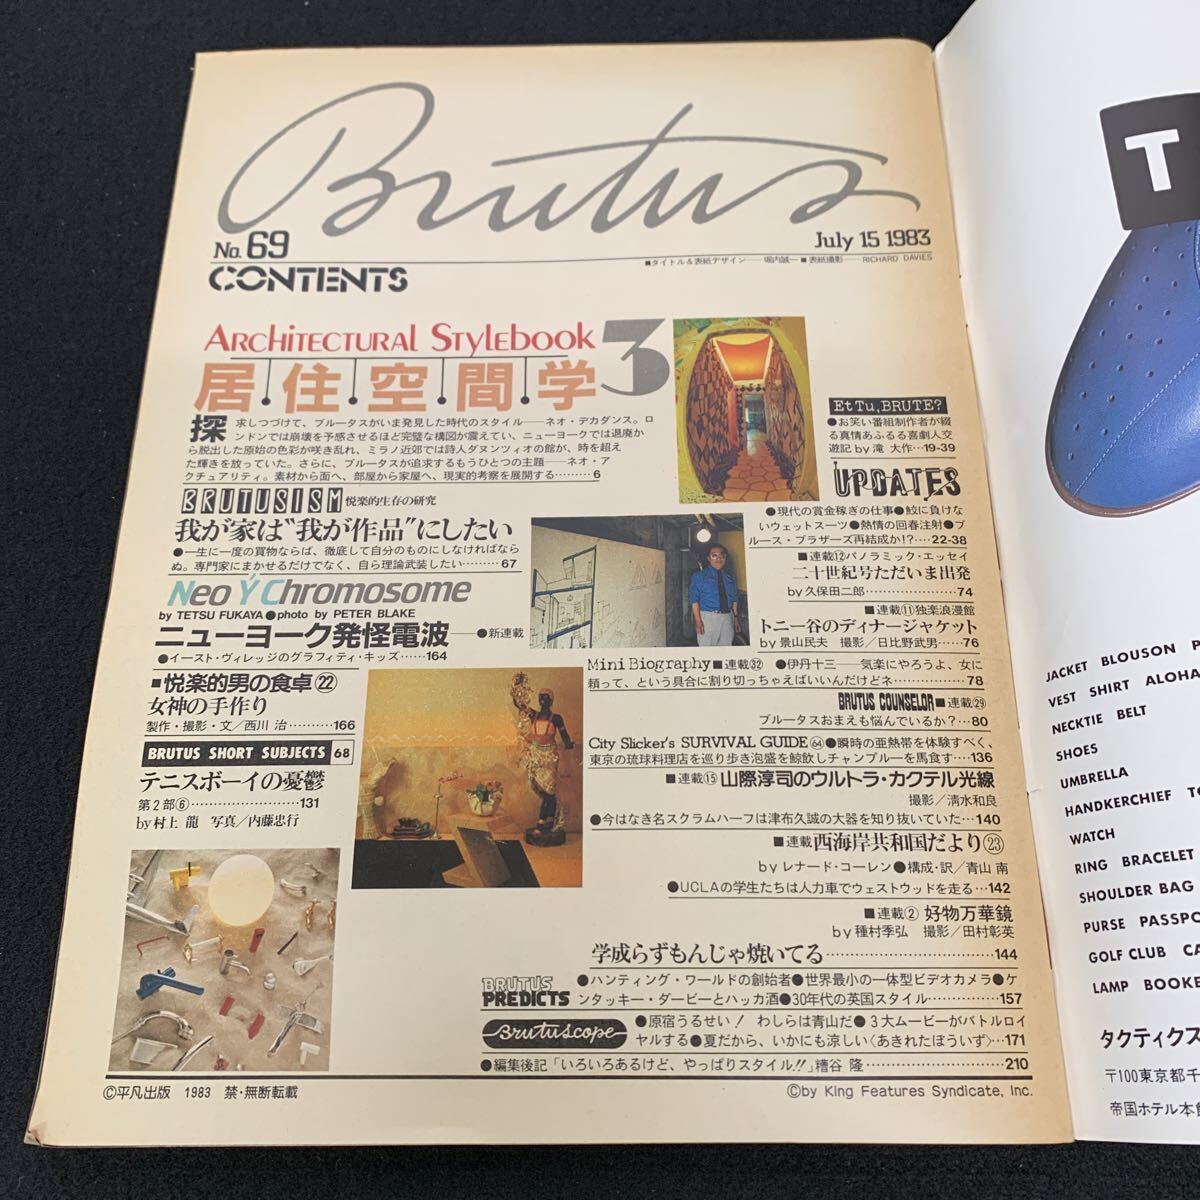 Brutus
No. 69
July 15 1983
CONTENTS
■タイトル&表紙デザイン──堀内誠一■表紙撮影──RICHARD DAVIES
ARCHITECTURAL STYLEBOOK 3
居・住・空・間・学
探求しつづけて、ブルータスがいま発見した時代のスタイル──ネオ・デカダンス。ロ
ンドンでは崩壊を予感させるほど完璧な構図が震えてい、ニューヨークでは退廃か
ら脱出した原始の色彩が咲き乱れ、ミラノ近郊では詩人ダヌンツィオの館が、時を超え
た輝きを放っていた。さらに、ブルータスが追求するもうひとつの主題──ネオ・ア
クチュアリティ。素材から面へ、部屋から家屋へ、現実的考察を展開する………6
BRUTUSISM 悦楽的生存の研究
我が家は"我が作品"にしたい
●一生に一度の買物ならば、徹底して自分のものにしなければなら
ぬ。専門家にまかせるだけでなく、自ら理論武装したい………67
Neo Y Chromosome
by TETSU FUKAYA●photo by PETER BLAKE
ニューヨーク発怪電波──●新連載
●イースト・ヴィレッジのグラフィティ・キッズ……164
■悦楽的男の食卓㉒
女神の手作り
製作・撮影・文／西川 治………166
BRUTUS SHORT SUBJECTS 68
テニスボーイの憂鬱
第2部⑥………131
by村上 龍 写真／内藤忠行
Et Tu, BRUTE?
●お笑い番組制作者が綴
る真情あふるる喜劇人交
遊記 by 滝 大作…19-39
UPDATES
●現代の賞金稼ぎの仕事●鮫に負けな
いウェットスーツ●熱情の回春注射●ブ
ルース・ブラザーズ再結成か!?……22-38
■連載⑫パノラミック・エッセイ
二十世紀号ただいま出発
by 久保田二郎………74
■連載⑪独楽浪漫館
トニー谷のディナージャケット
by 景山民夫 撮影／日比野武男……76
Mini Biography■連載㉜ ●伊丹十三──気楽にやろうよ、女に
頼って、という具合に割り切っちゃえばいいんだけどネ………78
BRUTUS COUNSELOR■連載㉙
ブルータスおまえも悩んでいるか？…80
City Slicker's SURVIVAL GUIDE 64●瞬時の亜熱帯を体験すべく、
東京の琉球料理店を巡り歩き泡盛を鯨飲しチャンプルーを馬食す…136
■連載⑮山際淳司のウルトラ・カクテル光線
撮影／清水和良
●今はなき名スクラムハーフは津布久誠の大器を知り抜いていた…140
■連載 西海岸共和国だより㉓
by レナード・コーレン●構成・訳／青山 南
●UCLAの学生たちは人力車でウェストウッドを走る…142
■連載② 好物万華鏡
by 種村季弘 撮影／田村彰英
学成らずもんじゃ焼いてる………144
BRUTUS PREDICTS ●ハンティング・ワールドの創始者●世界最小の一体型ビデオカメラ●ケ
ンタッキー・ダービーとハッカ酒●30年代の英国スタイル………157
Brutuscope ●原宿うるせい！ わしらは青山だ●3大ムービーがバトルロイ
ヤルする●夏だから、いかにも涼しい〈あきれたぼういず〉…171
●編集後記「いろいろあるけど、やっぱりスタイル!!」糟谷 隆………210
©平凡出版 1983 禁・無断転載
©by King Features Syndicate, Inc.
T
JACKET BLOUSON P
VEST SHIRT ALOHA
NECKTIE BELT
SHOES
UMBRELLA
HANDKERCHIEF TO
WATCH
RING BRACELET
SHOULDER BAG
PURSE PASSPO
GOLF CLUB CA
LAMP BOOKE
タクティクス
〒100東京都千
帝国ホテル本館